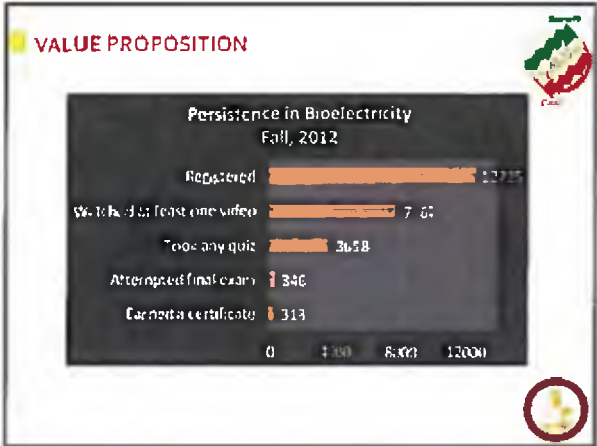 VALUE PROPOSITION
Persistence in Bioelectricity
Fall, 2012
Registered
Watched at least one video
Took any quiz 3658
Attempted final exam 346
Earned a certificate 313
0 4000 8000 12000